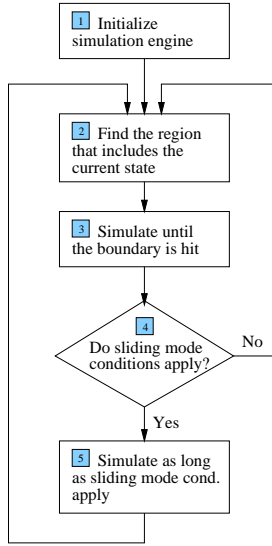 1 Initialize
simulation engine
2 Find the region
that includes the
current state
3 Simulate until
the boundary is hit
4
Do sliding mode
conditions apply?
No
Yes
5 Simulate as long
as sliding mode cond.
apply